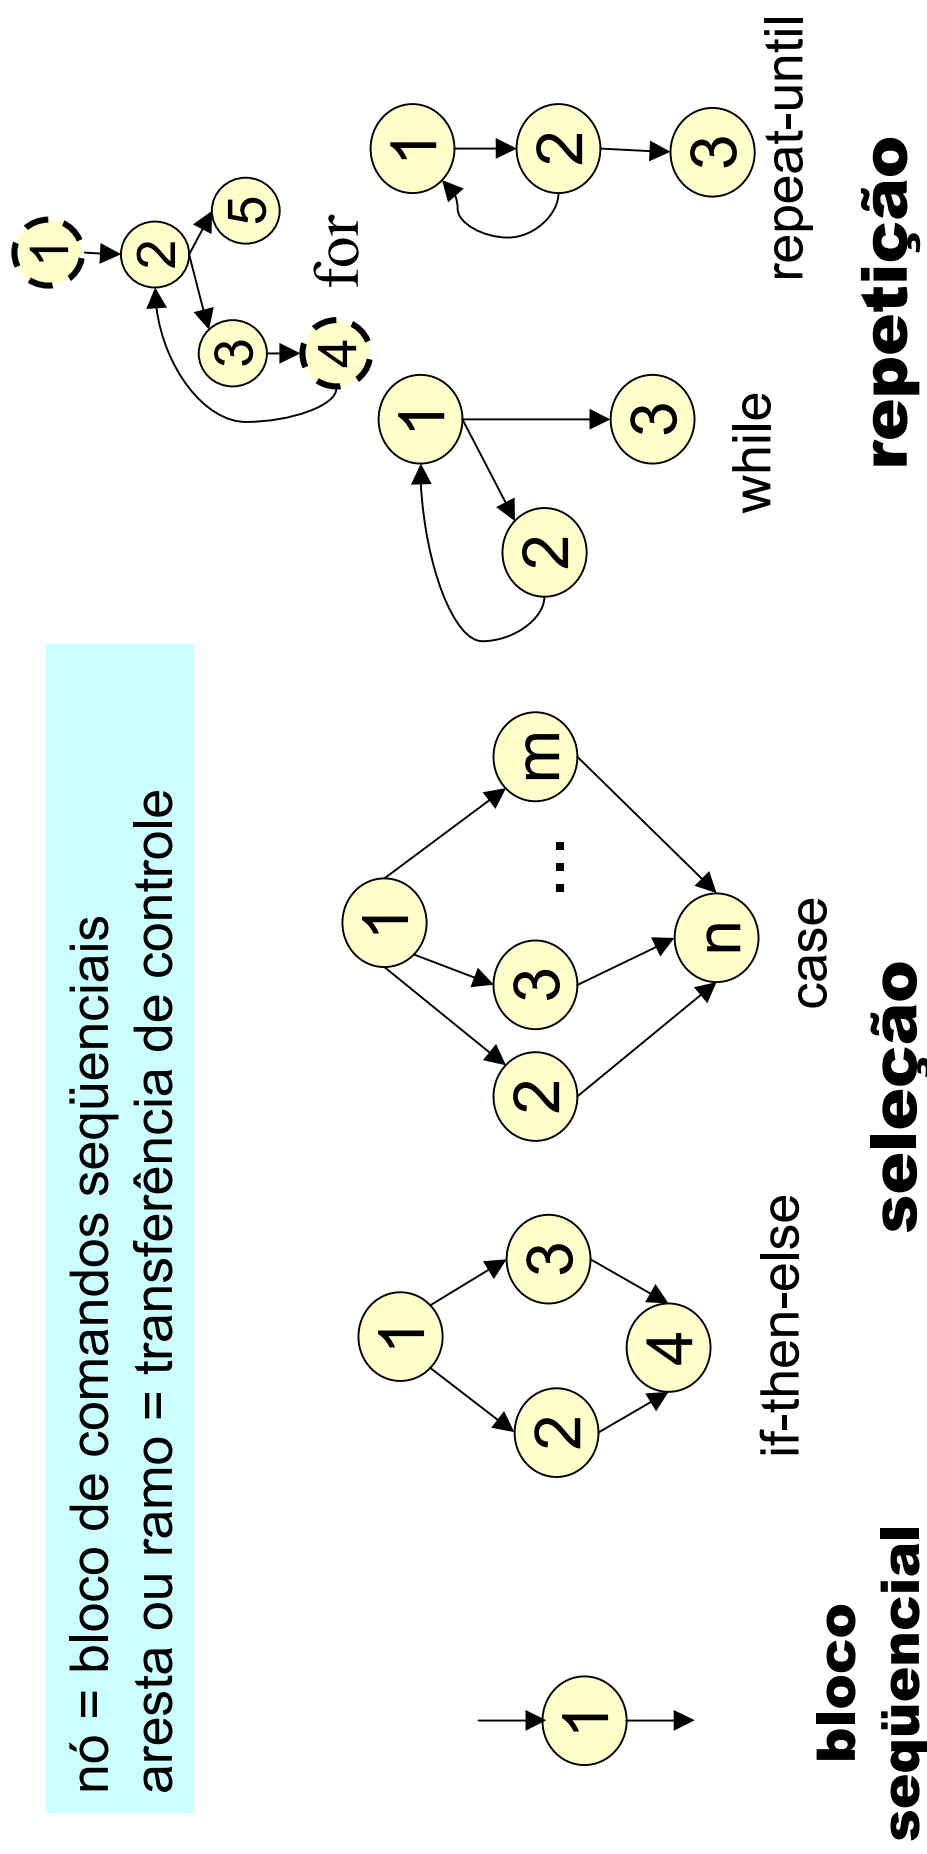 nó = bloco de comandos seqüenciais
aresta ou ramo = transferência de controle
1
bloco
seqüencial
1
2
3
4
if-then-else
1
2
3
...
m
n
case
seleção
1
2
3
while
1
2
3
4
5
for
1
2
3
repeat-until
repetição